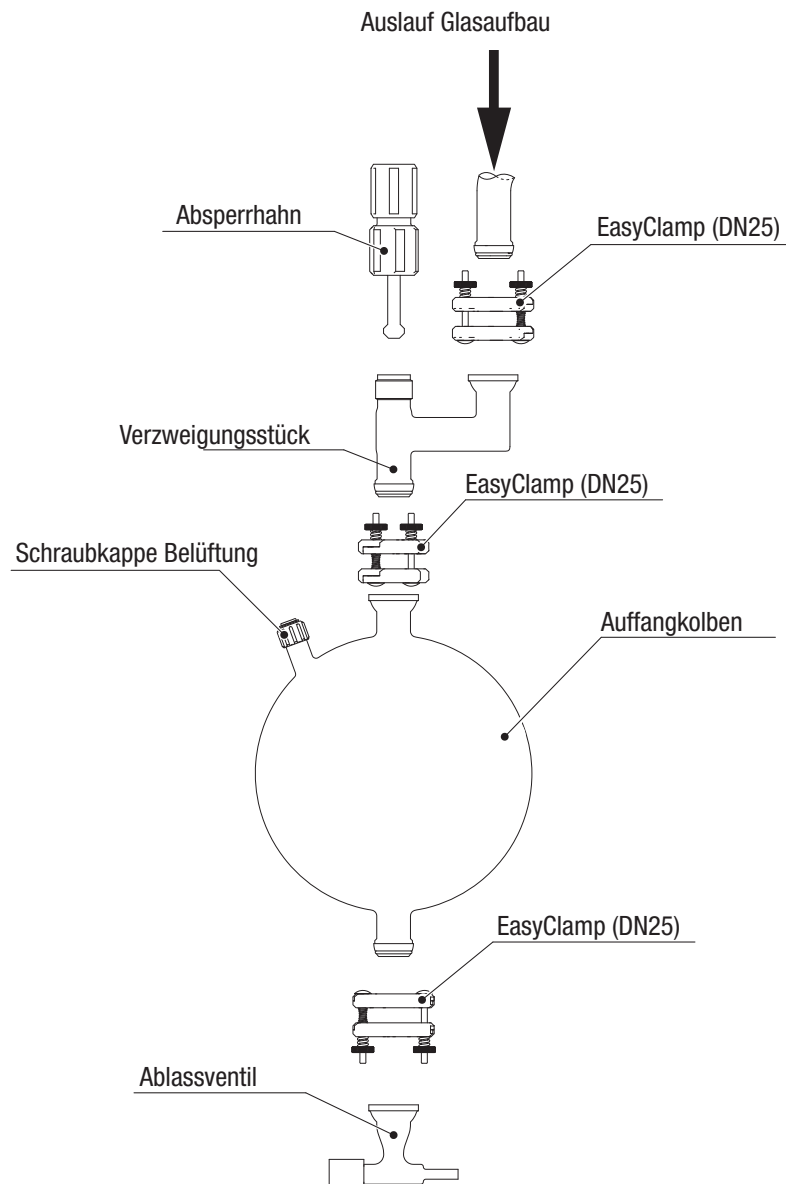 Auslauf Glasaufbau
Absperrhahn
EasyClamp (DN25)
Verzweigungsstück
EasyClamp (DN25)
Schraubkappe Belüftung
Auffangkolben
EasyClamp (DN25)
Ablassventil